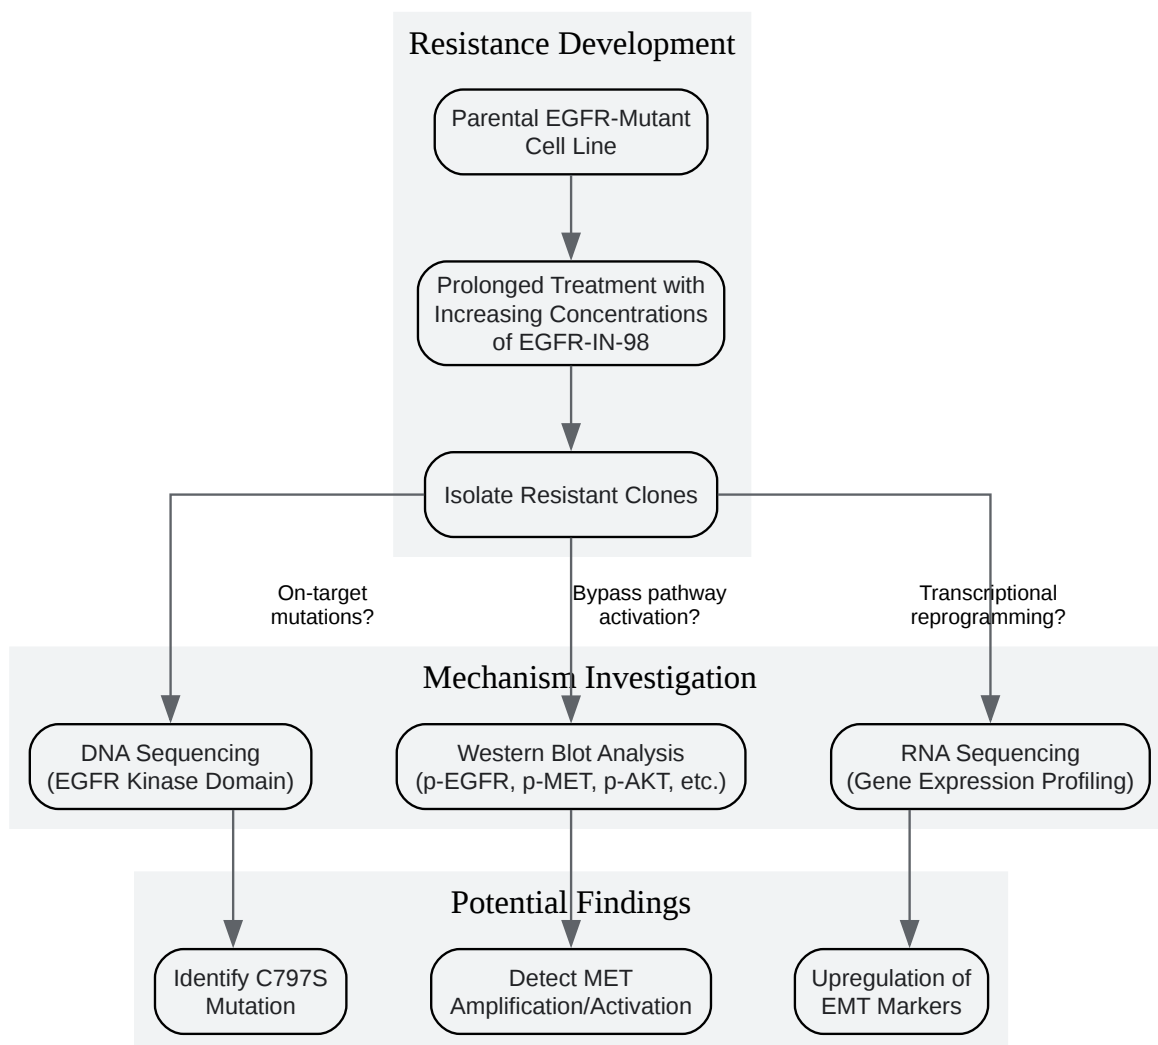 Resistance Development
Parental EGFR-Mutant
Cell Line
Prolonged Treatment with
Increasing Concentrations
of EGFR-IN-98
Isolate Resistant Clones
On-target
mutations?
Bypass pathway
activation?
Transcriptional
reprogramming?
Mechanism Investigation
DNA Sequencing
(EGFR Kinase Domain)
Western Blot Analysis
(p-EGFR, p-MET, p-AKT, etc.)
RNA Sequencing
(Gene Expression Profiling)
Potential Findings
Identify C797S
Mutation
Detect MET
Amplification/Activation
Upregulation of
EMT Markers